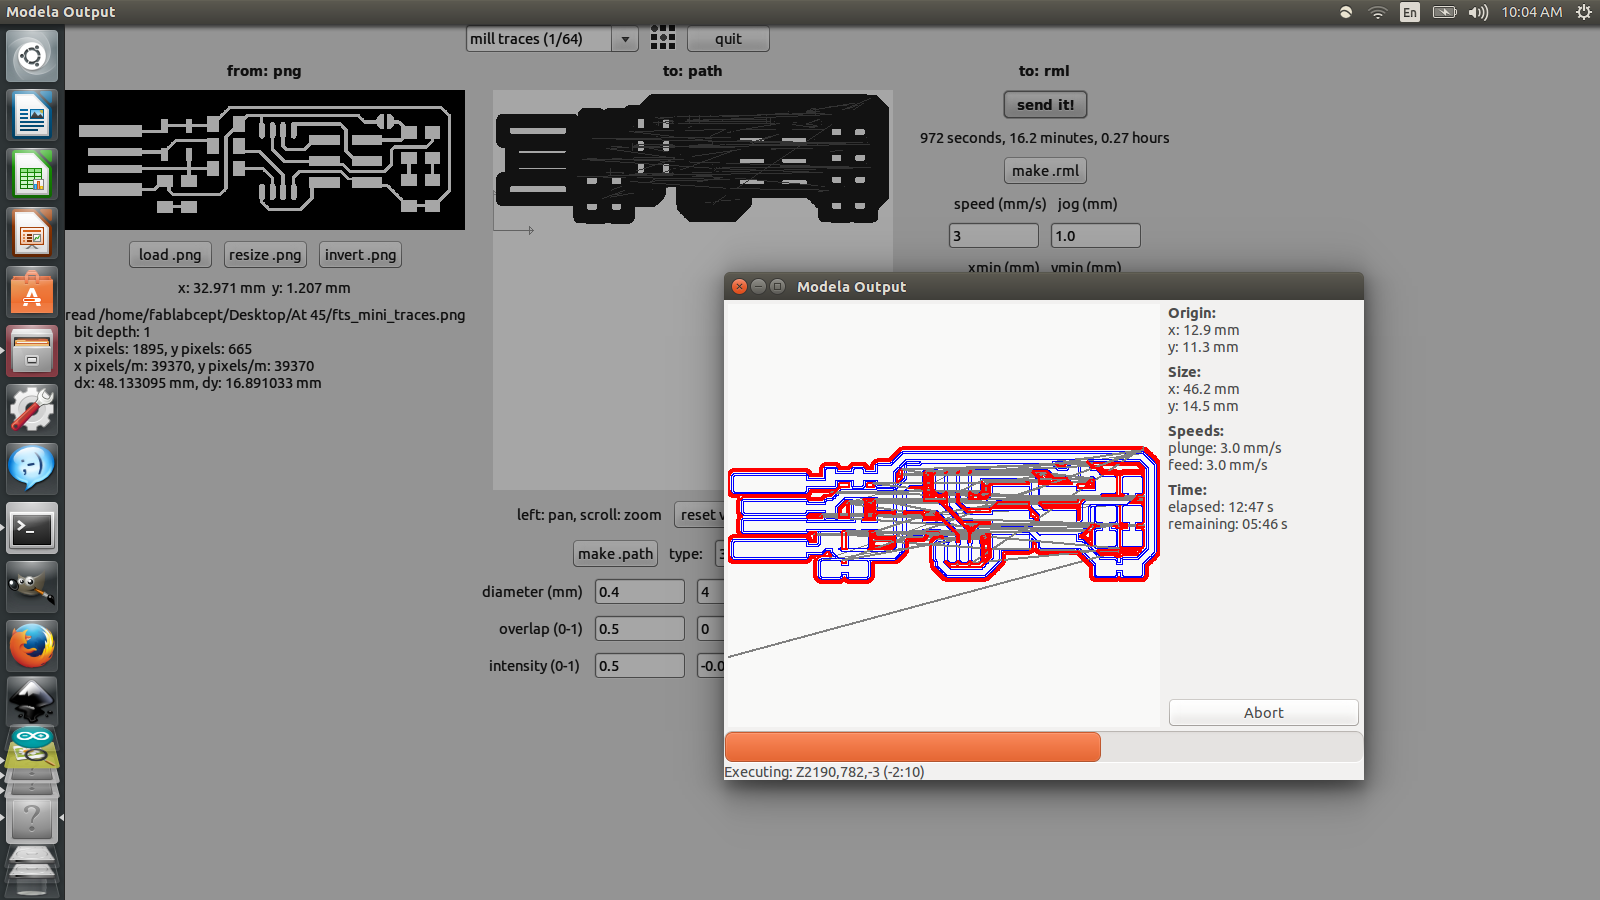 Modela Output
En
10:04 AM
mill traces (1/64)
quit
from: png
to: path
to: rml
send it!
972 seconds, 16.2 minutes, 0.27 hours
make .rml
speed (mm/s) jog (mm)
3
1.0
xmin (mm) ymin (mm)
load .png
resize .png
invert .png
x: 32.971 mm y: 1.207 mm
read /home/fablabcept/Desktop/At 45/fts_mini_traces.png
bit depth: 1
x pixels: 1895, y pixels: 665
x pixels/m: 39370, y pixels/m: 39370
dx: 48.133095 mm, dy: 16.891033 mm
left: pan, scroll: zoom
reset
make .path
type:
diameter (mm)
0.4
4
overlap (0-1)
0.5
0
intensity (0-1)
0.5
-0.0
Modela Output
Origin:
x: 12.9 mm
y: 11.3 mm
Size:
x: 46.2 mm
y: 14.5 mm
Speeds:
plunge: 3.0 mm/s
feed: 3.0 mm/s
Time:
elapsed: 12:47 s
remaining: 05:46 s
Abort
Executing: Z2190,782,-3 (-2:10)